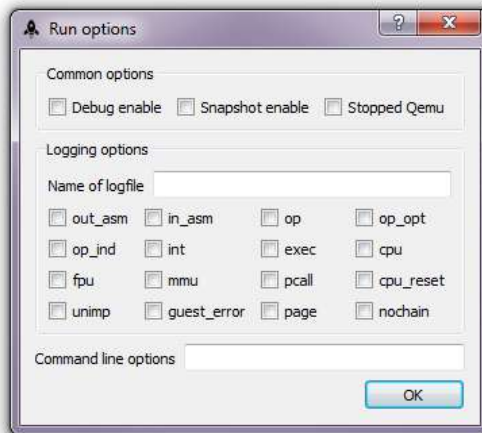 Run options
Common options
Debug enable Snapshot enable Stopped Qemu
Logging options
Name of logfile
out_asm in_asm op op_opt
op_ind int exec cpu
fpu mmu pcall cpu_reset
unimp guest_error page nochain
Command line options
OK